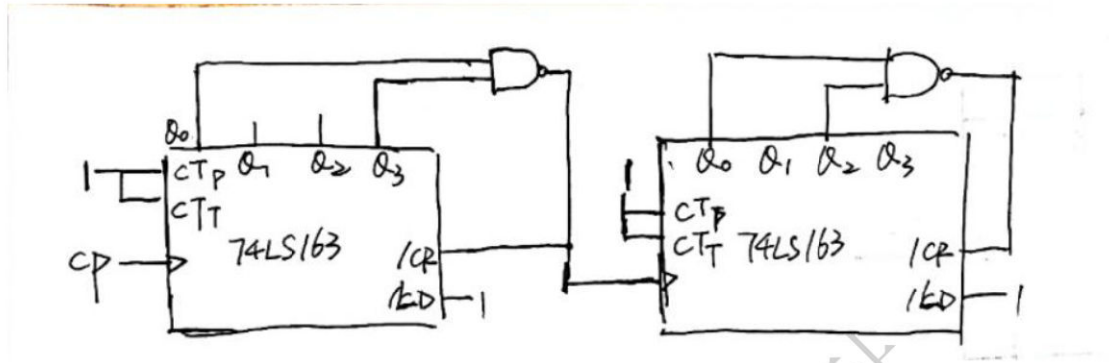 Q₀ Q₁ Q₂ Q₃
1 CTP
CTT
CP
74LS163
/CR
/LD 1
Q₀ Q₁ Q₂ Q₃
1 CTP
CTT
74LS163
/CR
/LD 1